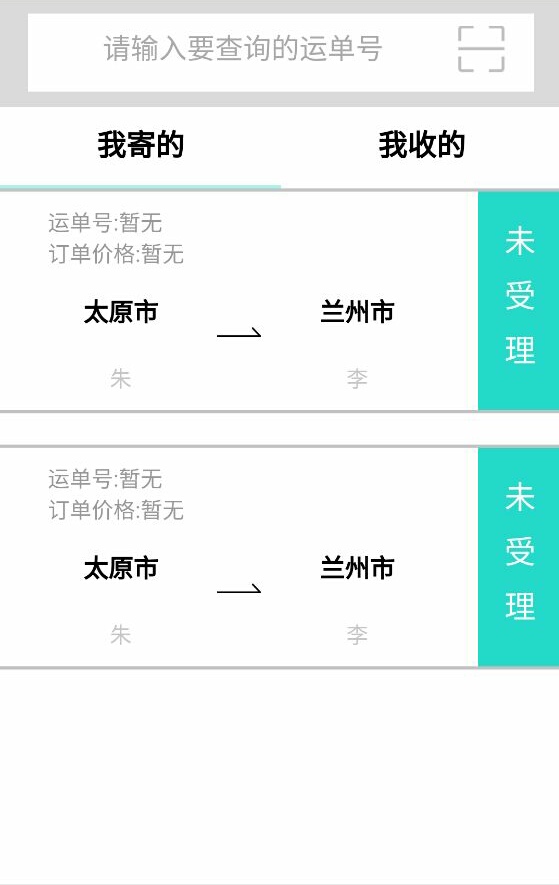 请输入要查询的运单号
我寄的 我收的
运单号:暂无
订单价格:暂无
太原市 兰州市
朱 李
未受理
运单号:暂无
订单价格:暂无
太原市 兰州市
朱 李
未受理